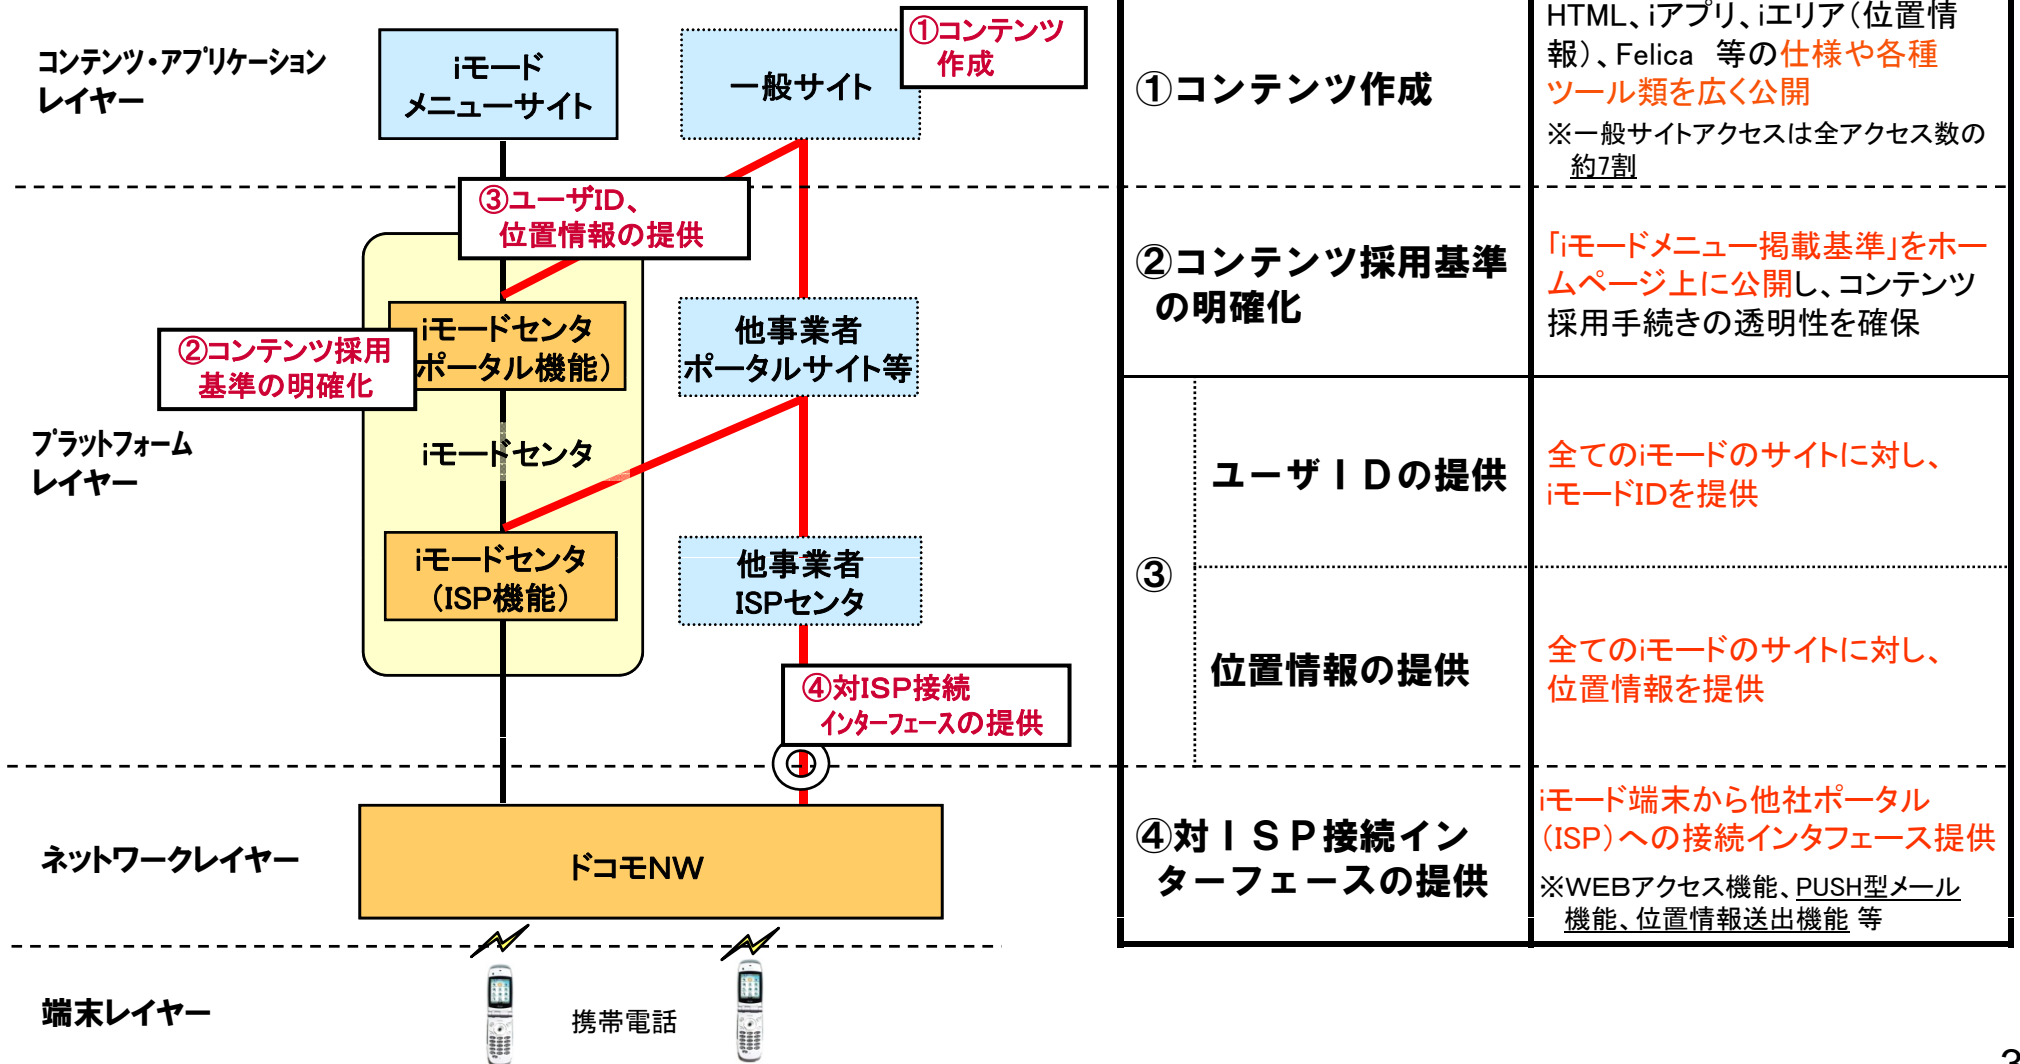 コンテンツ・アプリケーション
レイヤー
iモード
メニューサイト
一般サイト
①コンテンツ
作成
③ユーザID、
位置情報の提供
プラットフォーム
レイヤー
②コンテンツ採用
基準の明確化
iモードセンタ
ポータル機能）
iモードセンタ
iモードセンタ
（ISP機能）
他事業者
ポータルサイト等
他事業者
ISPセンタ
④対ISP接続
インターフェースの提供
ネットワークレイヤー
ドコモNW
端末レイヤー
携帯電話
①コンテンツ作成
HTML、iアプリ、iエリア（位置情
報）、Felica　等の仕様や各種
ツール類を広く公開
※一般サイトアクセスは全アクセス数の
約7割
②コンテンツ採用基準
の明確化
「iモードメニュー掲載基準」をホー
ムページ上に公開し、コンテンツ
採用手続きの透明性を確保
③
ユーザＩＤの提供
全てのiモードのサイトに対し、
iモードIDを提供
位置情報の提供
全てのiモードのサイトに対し、
位置情報を提供
④対ＩＳＰ接続イン
ターフェースの提供
iモード端末から他社ポータル
（ISP）への接続インタフェース提供
※WEBアクセス機能、PUSH型メール
機能、位置情報送出機能 等